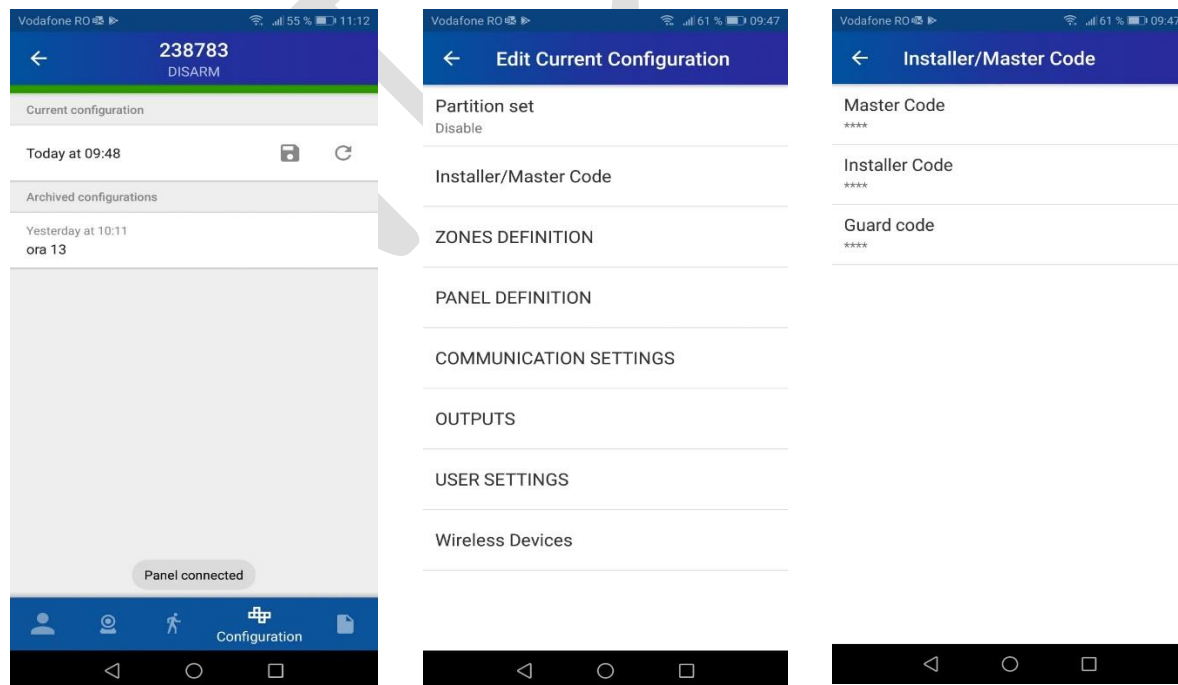 Vodafone RO 55 % 11:12
238783
DISARM
Current configuration
Today at 09:48
Archived configurations
Yesterday at 10:11
ora 13
Panel connected
Configuration
Vodafone RO 61 % 09:47
Edit Current Configuration
Partition set
Disable
Installer/Master Code
ZONES DEFINITION
PANEL DEFINITION
COMMUNICATION SETTINGS
OUTPUTS
USER SETTINGS
Wireless Devices
Vodafone RO 61 % 09:47
Installer/Master Code
Master Code
****
Installer Code
****
Guard code
****